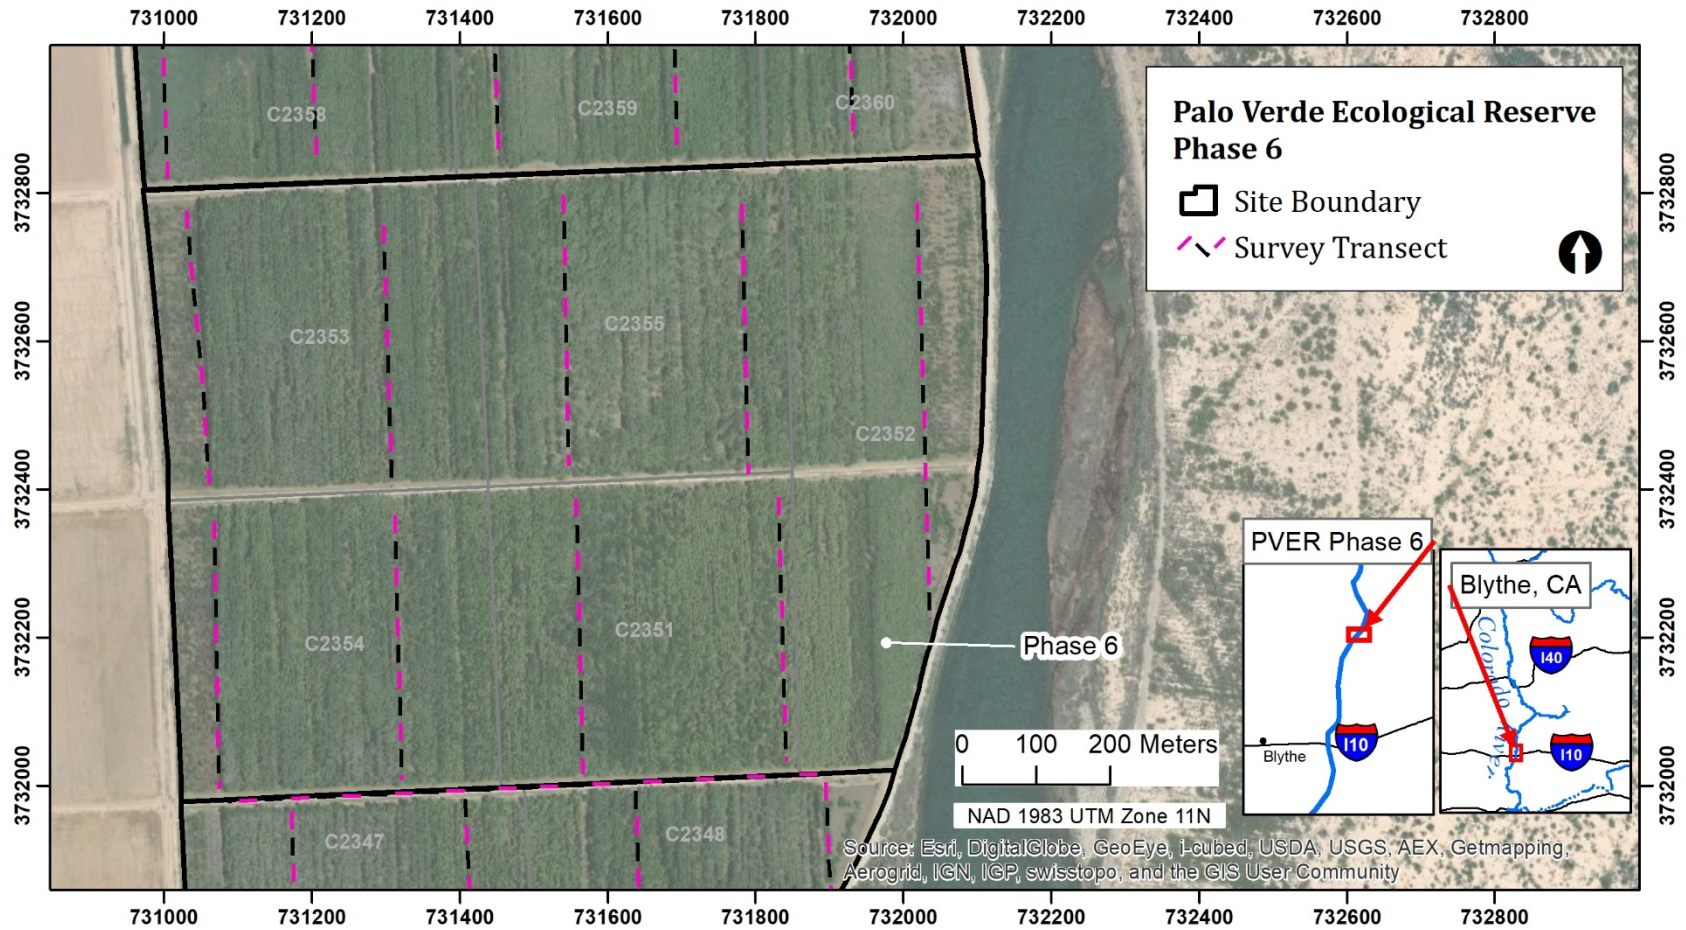 731000 731200 731400 731600 731800 732000 732200 732400 732600 732800
C2358
C2359
C2360
Palo Verde Ecological Reserve
Phase 6
Site Boundary
Survey Transect
3732800
3732800
3732600
3732600
C2353
C2355
C2352
3732400
3732400
PVER Phase 6
Blythe, CA
Colorado River
I40
I10
I10
Blythe
3732200
3732200
C2354
C2351
Phase 6
0 100 200 Meters
NAD 1983 UTM Zone 11N
3732000
3732000
C2347
C2348
Source: Esri, DigitalGlobe, GeoEye, i-cubed, USDA, USGS, AEX, Getmapping,
Aerogrid, IGN, IGP, swisstopo, and the GIS User Community
731000 731200 731400 731600 731800 732000 732200 732400 732600 732800